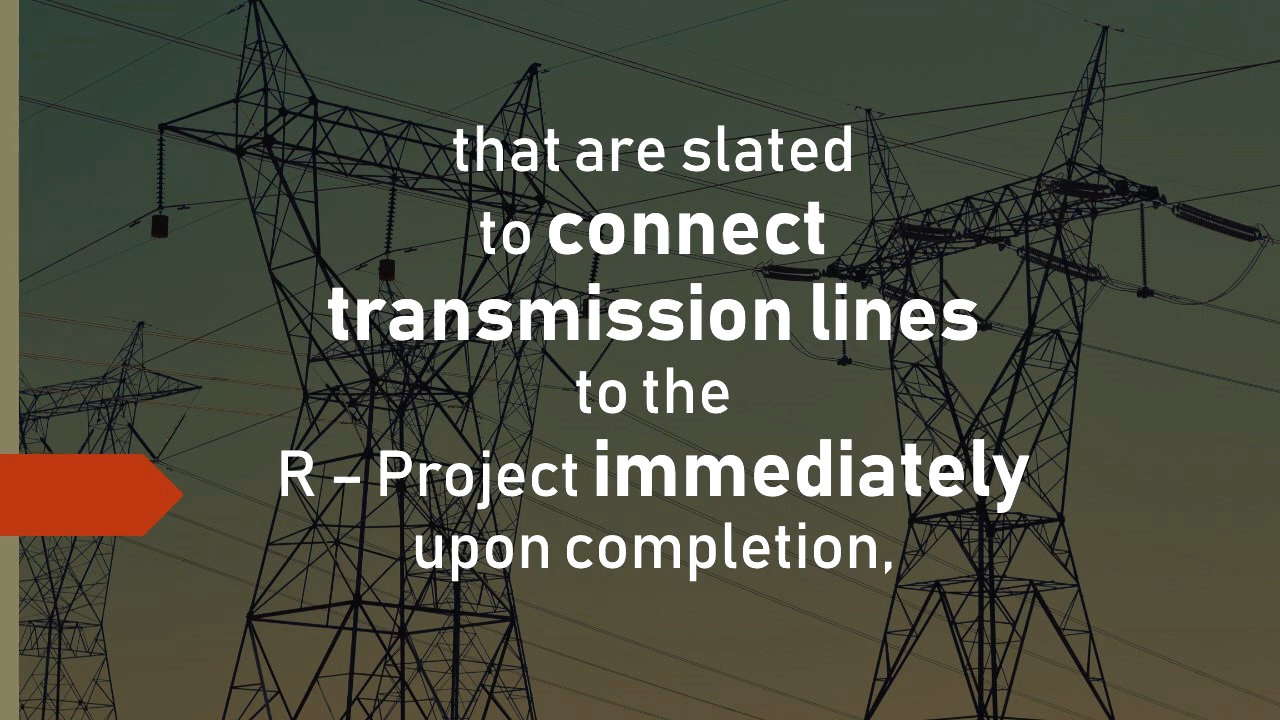 that are slated
to connect
transmission lines
to the
R – Project immediately
upon completion,